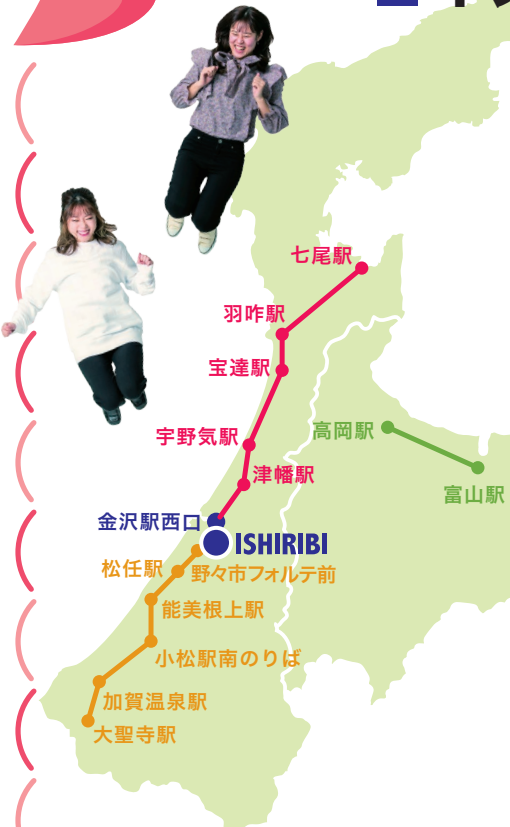 七尾駅
羽咋駅
宝達駅
宇野気駅
高岡駅
津幡駅
富山駅
金沢駅西口
ISHIRIBI
松任駅
野々市フォルテ前
能美根上駅
小松駅南のりば
加賀温泉駅
大聖寺駅